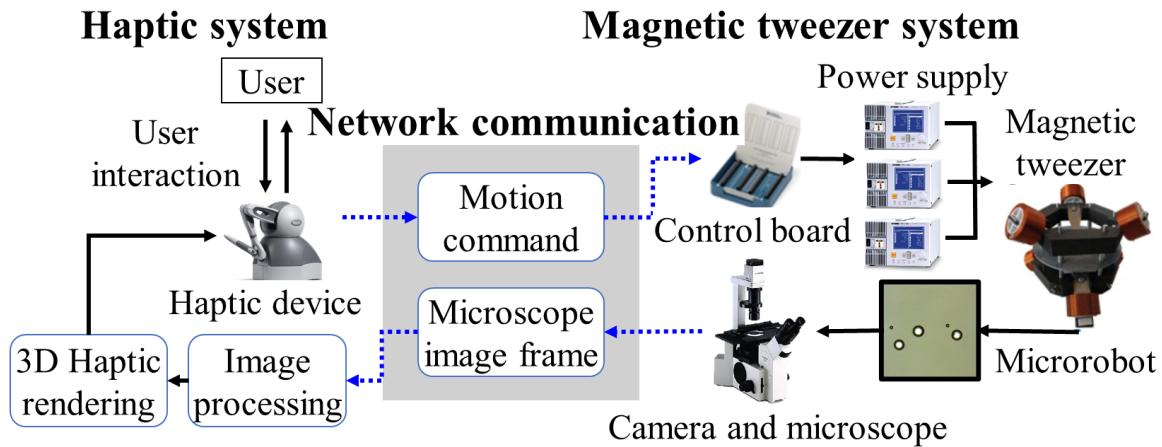 Haptic system
Magnetic tweezer system
User
Power supply
User
interaction
Network communication
Magnetic
tweezer
Motion
command
Control board
Haptic device
Microscope
image frame
Microrobot
3D Haptic
rendering
Image
processing
Camera and microscope